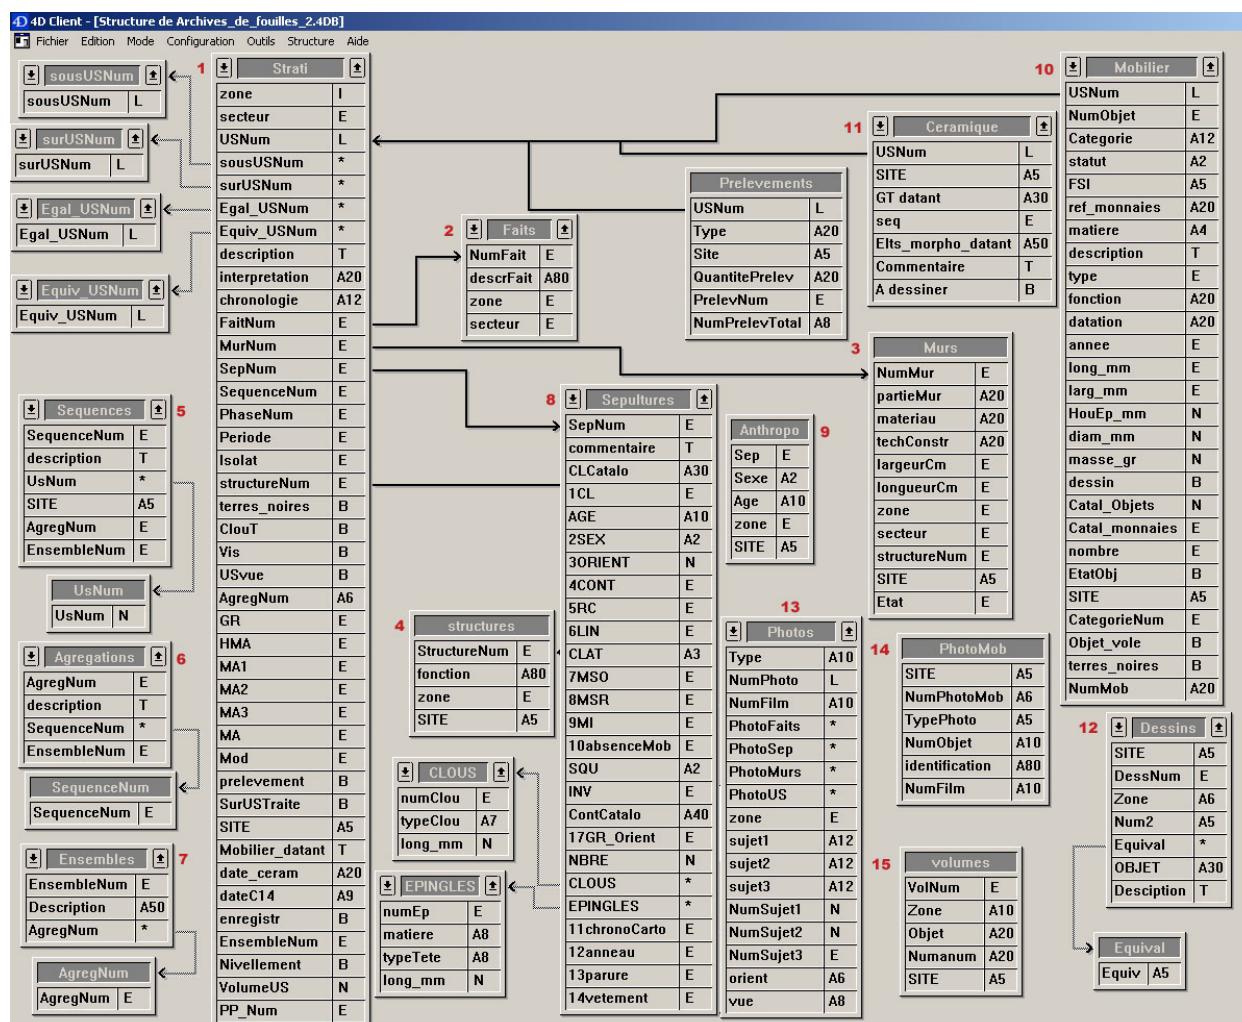 4D Client - [Structure de Archives_de_fouilles_2.4DB]
Fichier Edition Mode Configuration Outils Structure Aide
sousUSNum
sousUSNum L
surUSNum
surUSNum L
Egal_USNum
Egal_USNum L
Equiv_USNum
Equiv_USNum L
5
Sequences
SequenceNum E
description T
UsNum *
SITE A5
AgregNum E
EnsembleNum E
UsNum
UsNum N
6
Agregations
AgregNum E
description T
SequenceNum *
EnsembleNum E
SequenceNum
SequenceNum E
7
Ensembles
EnsembleNum E
Description A50
AgregNum *
AgregNum
AgregNum E
1
Strati
zone I
secteur E
USNum L
sousUSNum *
surUSNum *
Egal_USNum *
Equiv_USNum *
description T
interpretation A20
chronologie A12
FaitNum E
MurNum E
SepNum E
SequenceNum E
PhaseNum E
Periode E
Isolat E
structureNum E
terres_noires B
ClouT B
Vis B
USvue B
AgregNum A6
GR E
HMA E
MA1 E
MA2 E
MA3 E
MA E
Mod E
prelevement B
SurUSTraite B
SITE A5
Mobilier_datant T
date_ceram A20
dateC14 A9
enregistr B
EnsembleNum E
Nivellement B
VolumeUS N
PP_Num E
2
Faits
NumFait E
descrFait A80
zone E
secteur E
4
structures
StructureNum E
fonction A80
zone E
SITE A5
CLOUS
numClou E
typeClou A7
long_mm N
EPINGLES
numEp E
matiere A8
typeTete A8
long_mm N
8
Sepultures
SepNum E
commentaire T
CLCatalo A30
1CL E
AGE A10
2SEX A2
3ORIENT N
4CONT E
5RC E
6LIN E
CLAT A3
7MSO E
8MSR E
9MI E
10absenceMob E
SQU A2
INV E
ContCatalo A40
17GR_Orient E
NBRE N
CLOUS *
EPINGLES *
11chronoCarto E
12anneau E
13parure E
14vetement E
Prelevements
USNum L
Type A20
Site A5
QuantitePrelev A20
PrelevNum E
NumPrelevTotal A8
9
Anthropo
Sep E
Sexe A2
Age A10
zone E
SITE A5
13
Photos
Type A10
NumPhoto L
NumFilm A10
PhotoFaits *
PhotoSep *
PhotoMurs *
PhotoUS *
zone E
sujet1 A12
sujet2 A12
sujet3 A12
NumSujet1 N
NumSujet2 N
NumSujet3 E
orient A6
vue A8
11
Ceramique
USNum L
SITE A5
GT datant A30
seq E
Elts_morpho_datant A50
Commentaire T
A dessiner B
3
Murs
NumMur E
partieMur A20
materiau A20
techConstr A20
largeurCm E
longueurCm E
zone E
secteur E
structureNum E
SITE A5
Etat E
14
PhotoMob
SITE A5
NumPhotoMob A6
TypePhoto A5
NumObjet A10
identification A80
NumFilm A10
15
volumes
VolNum E
Zone A10
Objet A20
Numanum A20
SITE A5
10
Mobilier
USNum L
NumObjet E
Categorie A12
statut A2
FSI A5
ref_monnaies A20
matiere A4
description T
type E
fonction A20
datation A20
annee E
long_mm E
larg_mm E
HouEp_mm N
diam_mm N
masse_gr N
dessin B
Catal_Objets N
Catal_monnaies E
nombre E
EtatObj B
SITE A5
CategorieNum E
Objet_vole B
terres_noires B
NumMob A20
12
Dessins
SITE A5
DessNum E
Zone A6
Num2 A5
Equival *
OBJET A30
Desciption T
Equival
Equiv A5